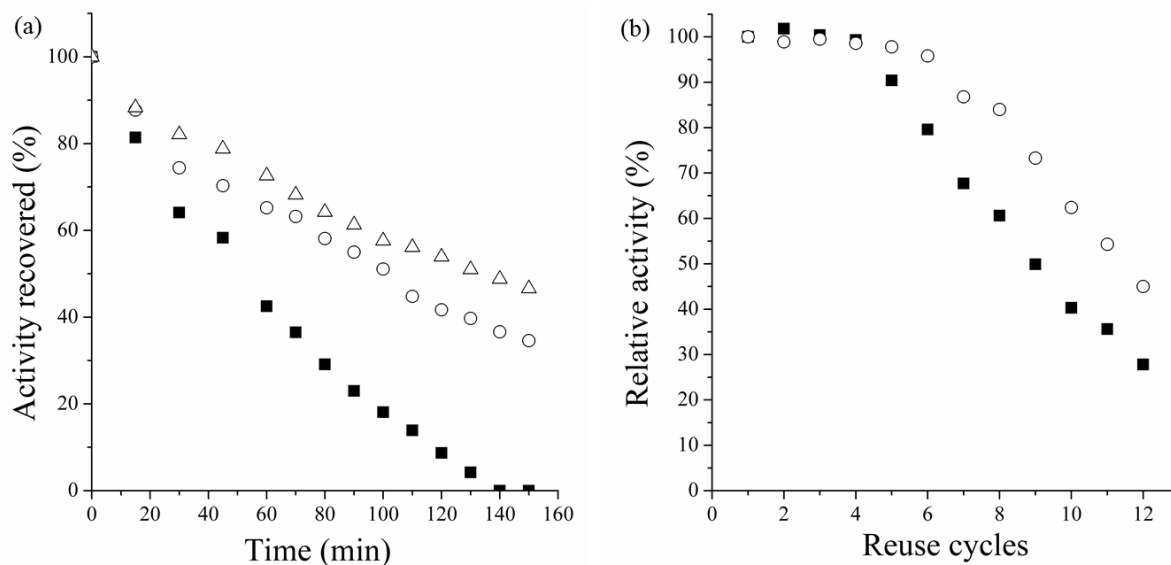 (a)
Activity recovered (%)
100
80
60
40
20
0
0 20 40 60 80 100 120 140 160
Time (min)
(b)
Relative activity (%)
100
90
80
70
60
50
40
30
20
10
0
0 2 4 6 8 10 12
Reuse cycles